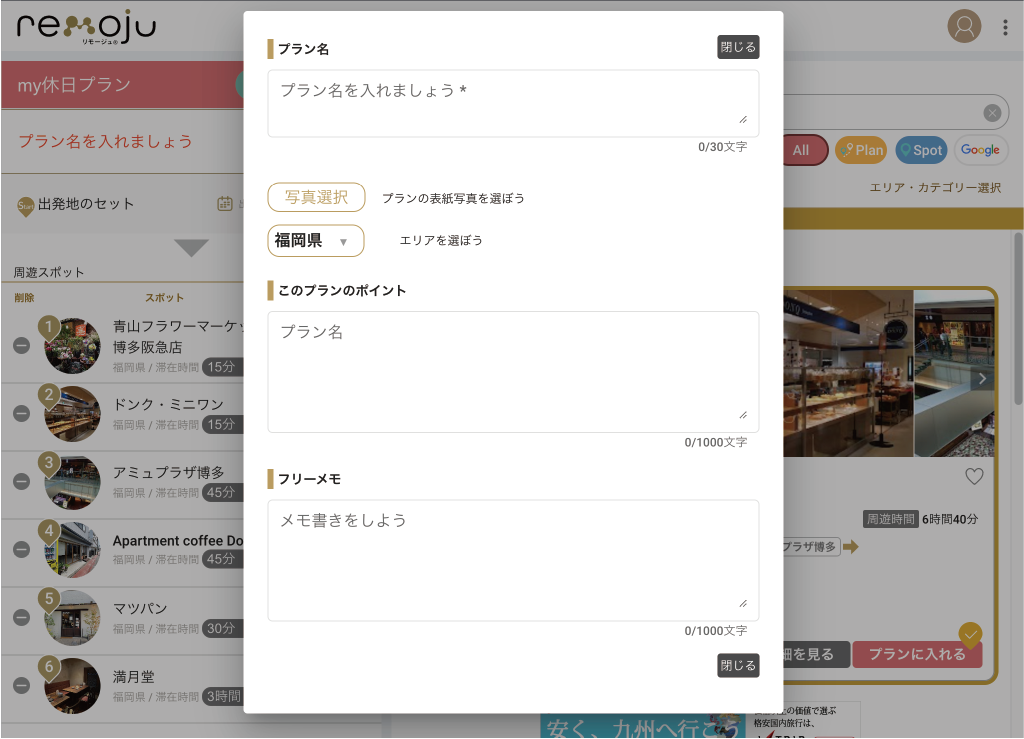 remoju
リモージュ®
my休日プラン
プラン名を入れましょう
出発地のセット
周遊スポット
削除
スポット
1
青山フラワーマーケッ
博多阪急店
福岡県 / 滞在時間 15分
2
ドンク・ミニワン
福岡県 / 滞在時間 15分
3
アミュプラザ博多
福岡県 / 滞在時間 45分
4
Apartment coffee Do
福岡県 / 滞在時間 45分
5
マツパン
福岡県 / 滞在時間 30分
6
満月堂
福岡県 / 滞在時間 3時間
プラン名
閉じる
プラン名を入れましょう *
0/30文字
写真選択
プランの表紙写真を選ぼう
福岡県 ▼
エリアを選ぼう
このプランのポイント
プラン名
0/1000文字
フリーメモ
メモ書きをしよう
0/1000文字
閉じる
All
Plan
Spot
Google
エリア・カテゴリー選択
周遊時間 6時間40分
プラザ博多
細を見る
プランに入れる
安く、九州へ行こう
の価値で選ぶ
格安国内旅行は、